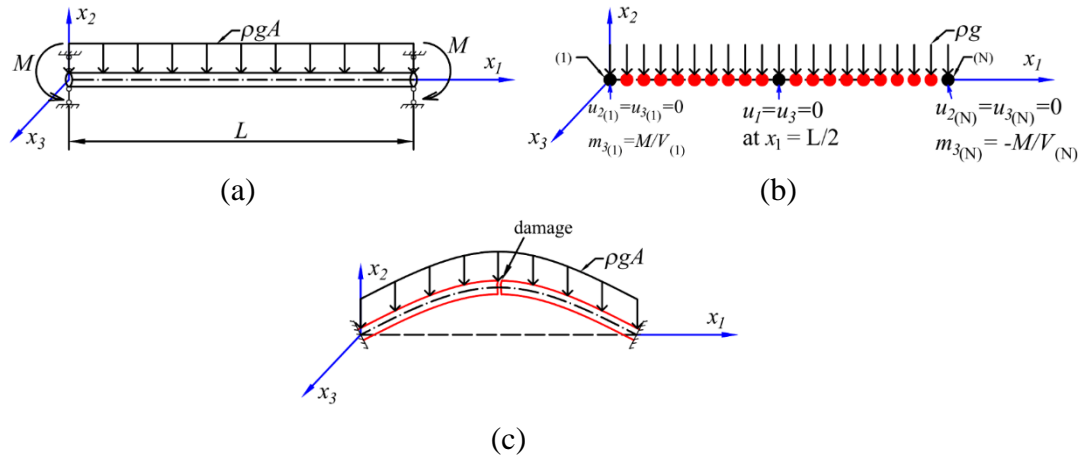 x₂
ρgA
M
M
x₁
x₃
L
(a)
x₂
ρg
(1)
(N)
x₁
x₃
u₂₍₁₎=u₃₍₁₎=0
m₃₍₁₎=M/V₍₁₎
u₁=u₃=0
at x₁ = L/2
u₂₍N₎=u₃₍N₎=0
m₃₍N₎= -M/V₍N₎
(b)
damage
x₂
ρgA
x₁
x₃
(c)